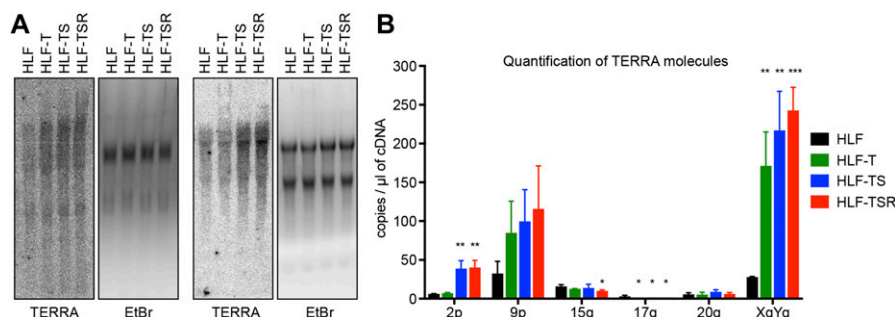 A
HLF
HLF-T
HLF-TS
HLF-TSR
HLF
HLF-T
HLF-TS
HLF-TSR
HLF
HLF-T
HLF-TS
HLF-TSR
HLF
HLF-T
HLF-TS
HLF-TSR
TERRA
EtBr
TERRA
EtBr
B
Quantification of TERRA molecules
copies / µl of cDNA
300
250
200
150
100
50
0
** **
* 
* * *
** ** ***
2p 9p 15q 17q 20q XqYq
HLF
HLF-T
HLF-TS
HLF-TSR